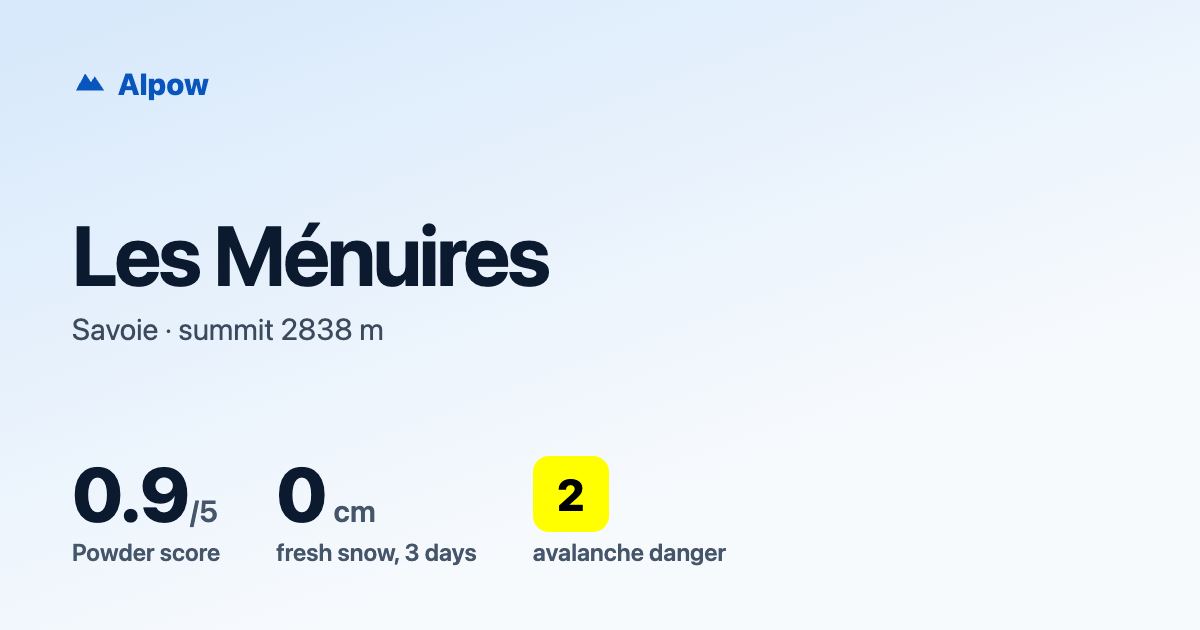 Alpow
Les Ménuires
Savoie · summit 2838 m
0.9/5
Powder score
0 cm
fresh snow, 3 days
2
avalanche danger